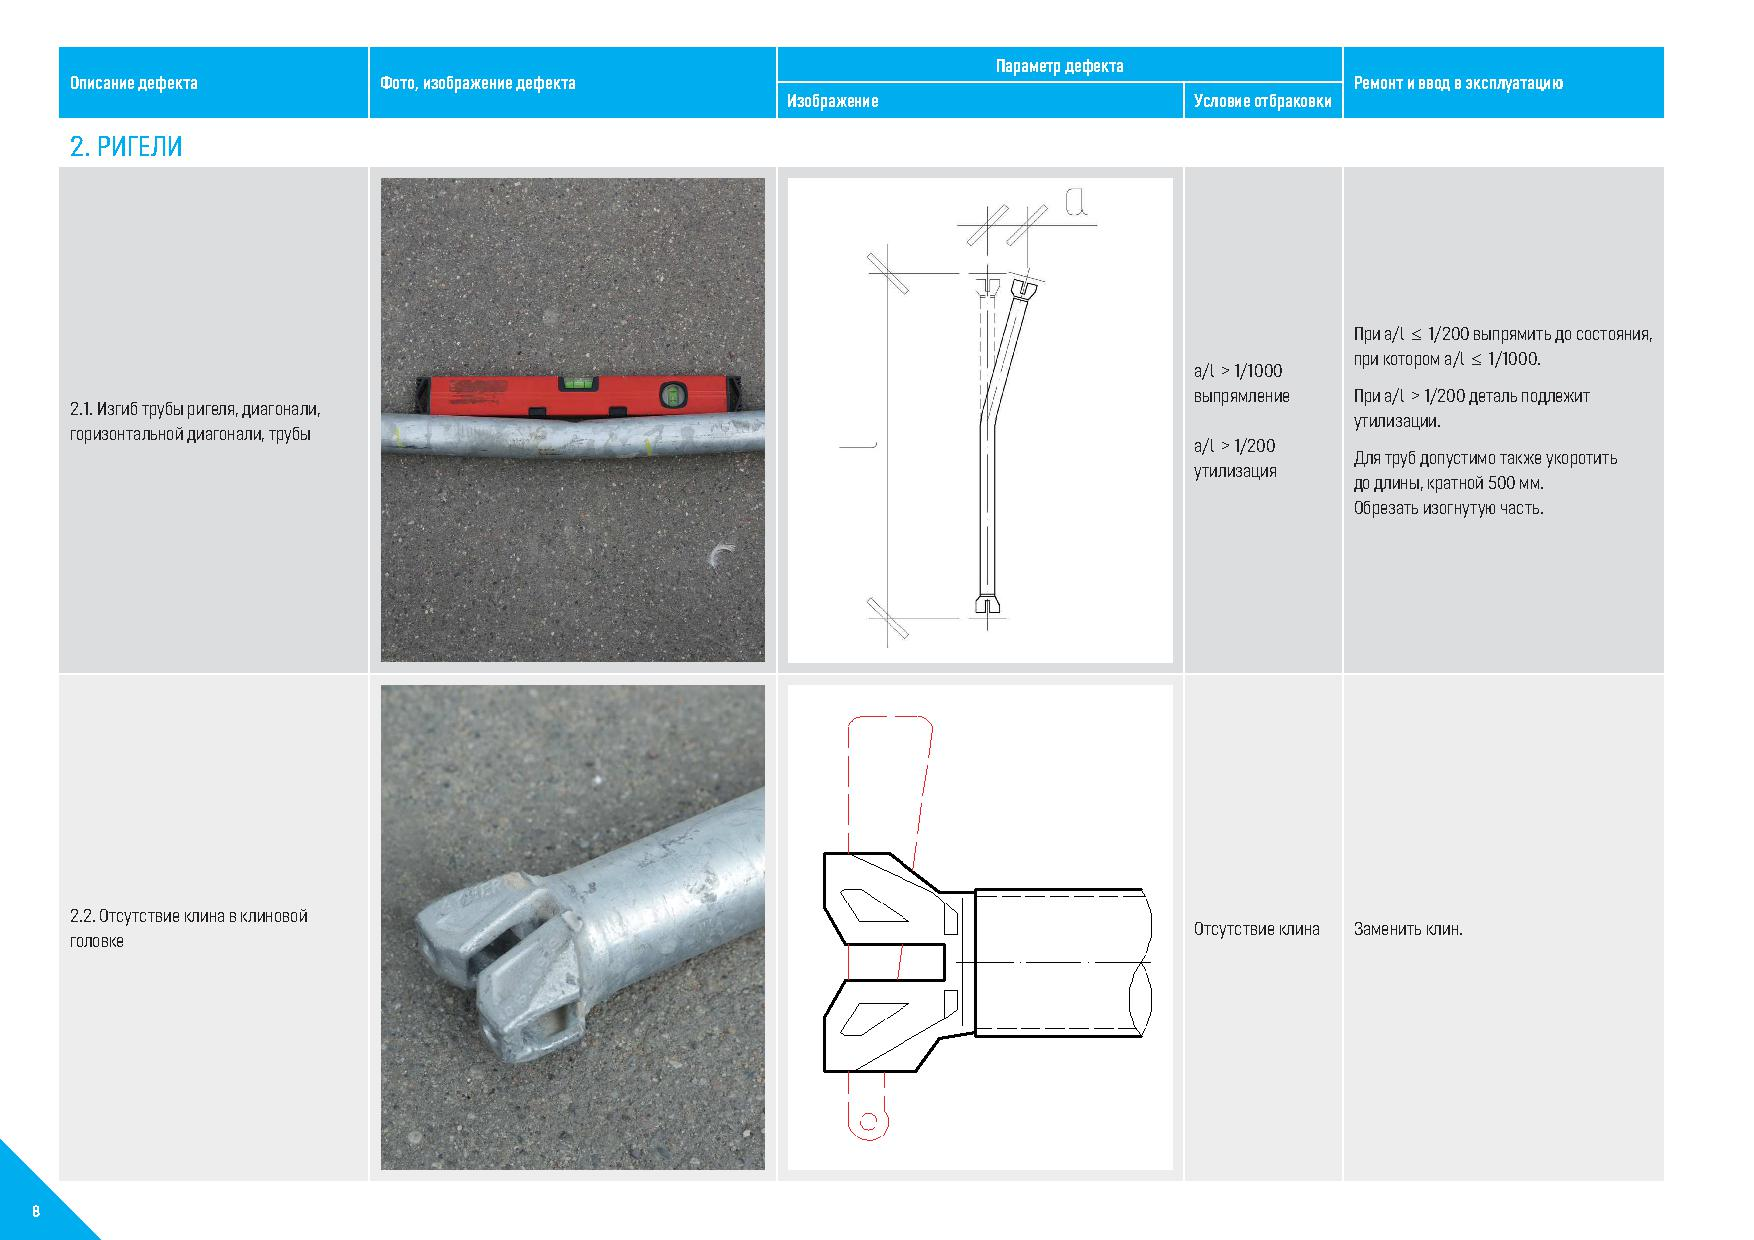 Описание дефекта
Фото, изображение дефекта
Параметр дефекта
Изображение
Условие отбраковки
Ремонт и ввод в эксплуатацию
2. РИГЕЛИ
2.1. Изгиб трубы ригеля, диагонали,
горизонтальной диагонали, трубы
a
l
a/l > 1/1000
выпрямление
a/l > 1/200
утилизация
При a/l ≤ 1/200 выпрямить до состояния,
при котором a/l ≤ 1/1000.
При a/l > 1/200 деталь подлежит
утилизации.
Для труб допустимо также укоротить
до длины, кратной 500 мм.
Обрезать изогнутую часть.
2.2. Отсутствие клина в клиновой
головке
Отсутствие клина
Заменить клин.
8